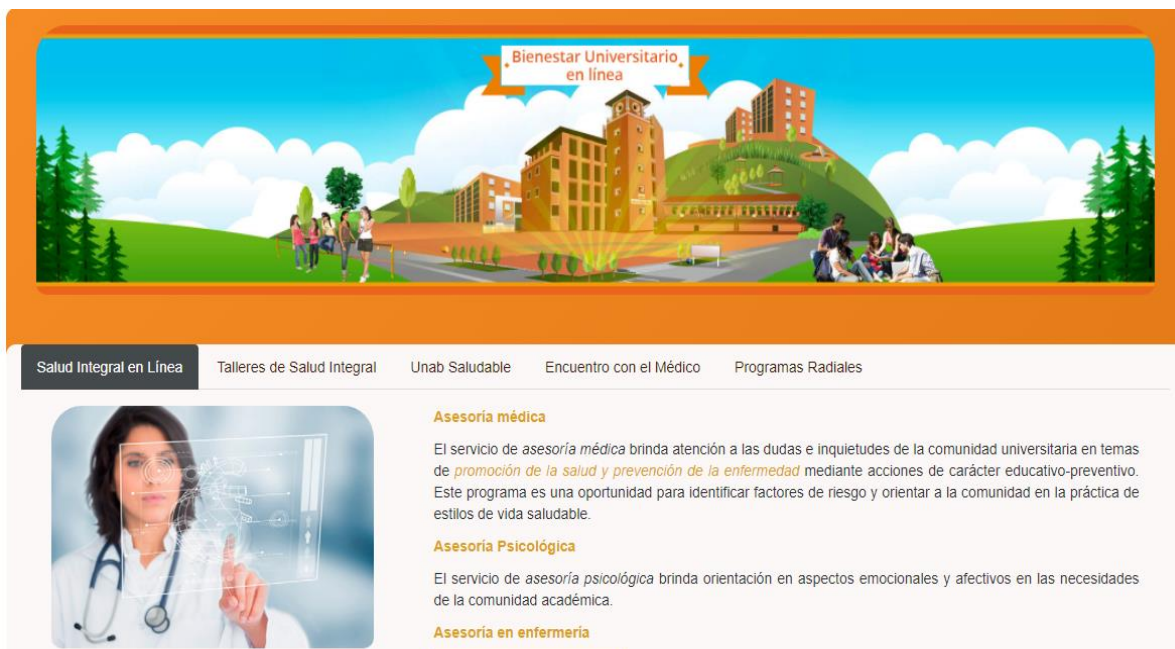 Bienestar Universitario
en línea
Salud Integral en Línea Talleres de Salud Integral Unab Saludable Encuentro con el Médico Programas Radiales
Asesoría médica
El servicio de asesoría médica brinda atención a las dudas e inquietudes de la comunidad universitaria en temas
de promoción de la salud y prevención de la enfermedad mediante acciones de carácter educativo-preventivo.
Este programa es una oportunidad para identificar factores de riesgo y orientar a la comunidad en la práctica de
estilos de vida saludable.
Asesoría Psicológica
El servicio de asesoría psicológica brinda orientación en aspectos emocionales y afectivos en las necesidades
de la comunidad académica.
Asesoría en enfermería